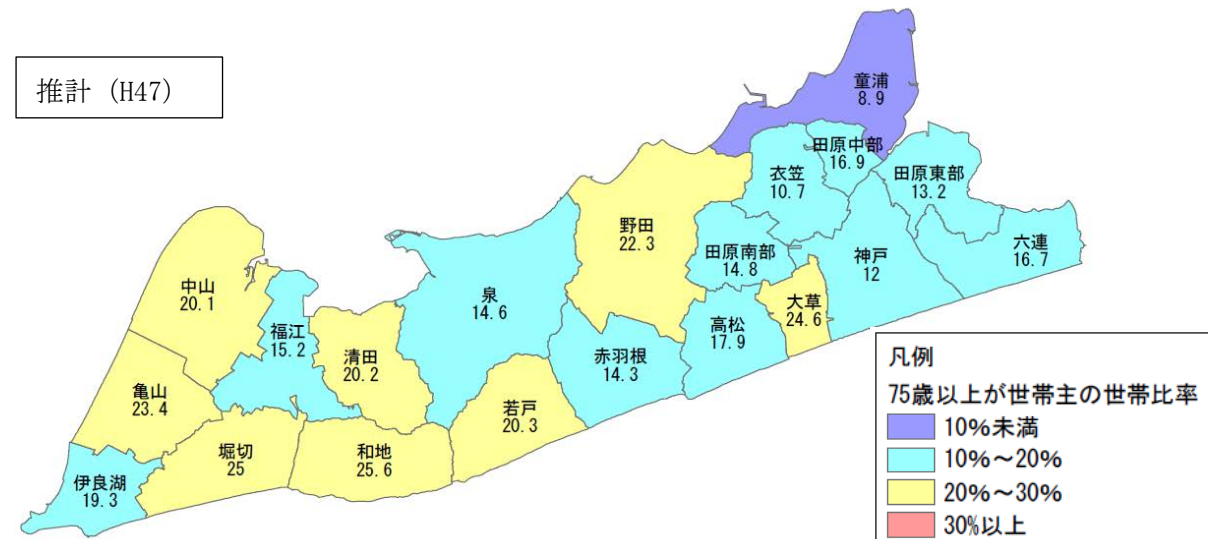 推計 (H47)
童浦
8.9
田原中部
16.9
衣笠
10.7
田原東部
13.2
野田
22.3
田原南部
14.8
神戸
12
六連
16.7
中山
20.1
泉
14.6
大草
24.6
福江
15.2
清田
20.2
高松
17.9
赤羽根
14.3
亀山
23.4
若戸
20.3
堀切
25
和地
25.6
伊良湖
19.3
凡例
75歳以上が世帯主の世帯比率
10%未満
10%～20%
20%～30%
30%以上